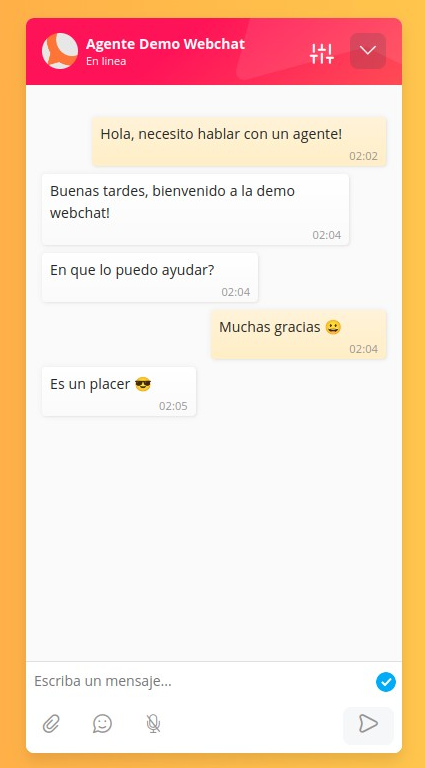 Agente Demo Webchat
En linea
Hola, necesito hablar con un agente!
02:02
Buenas tardes, bienvenido a la demo
webchat!
02:04
En que lo puedo ayudar?
02:04
Muchas gracias 😀
02:04
Es un placer 😎
02:05
Escriba un mensaje...